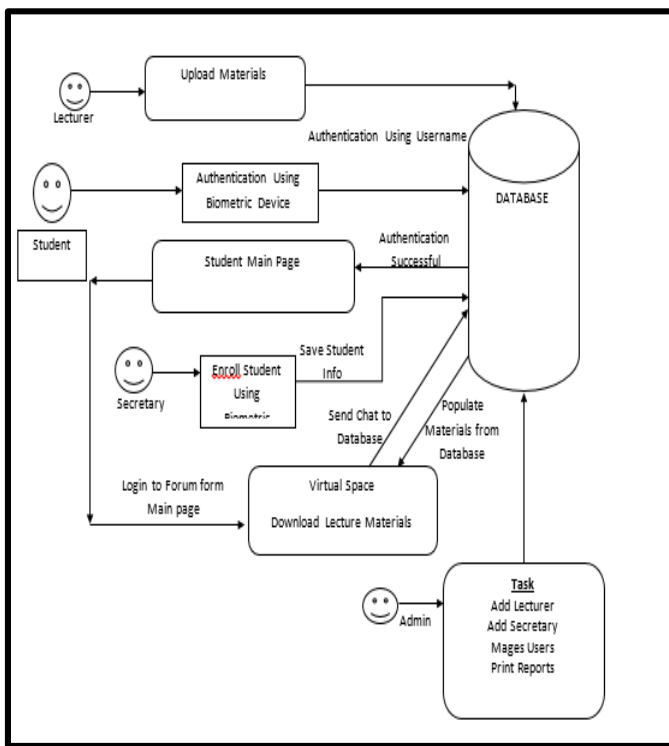 Upload Materials
Lecturer
Authentication Using Username
DATABASE
Authentication Using
Biometric Device
Student
Authentication
Successful
Student Main Page
Save Student
Info
Enroll Student
Using
Biometric
Secretary
Send Chat to
Database
Populate
Materials from
Database
Login to Forum form
Main page
Virtual Space
Download Lecture Materials
Admin
Task
Add Lecturer
Add Secretary
Mages Users
Print Reports